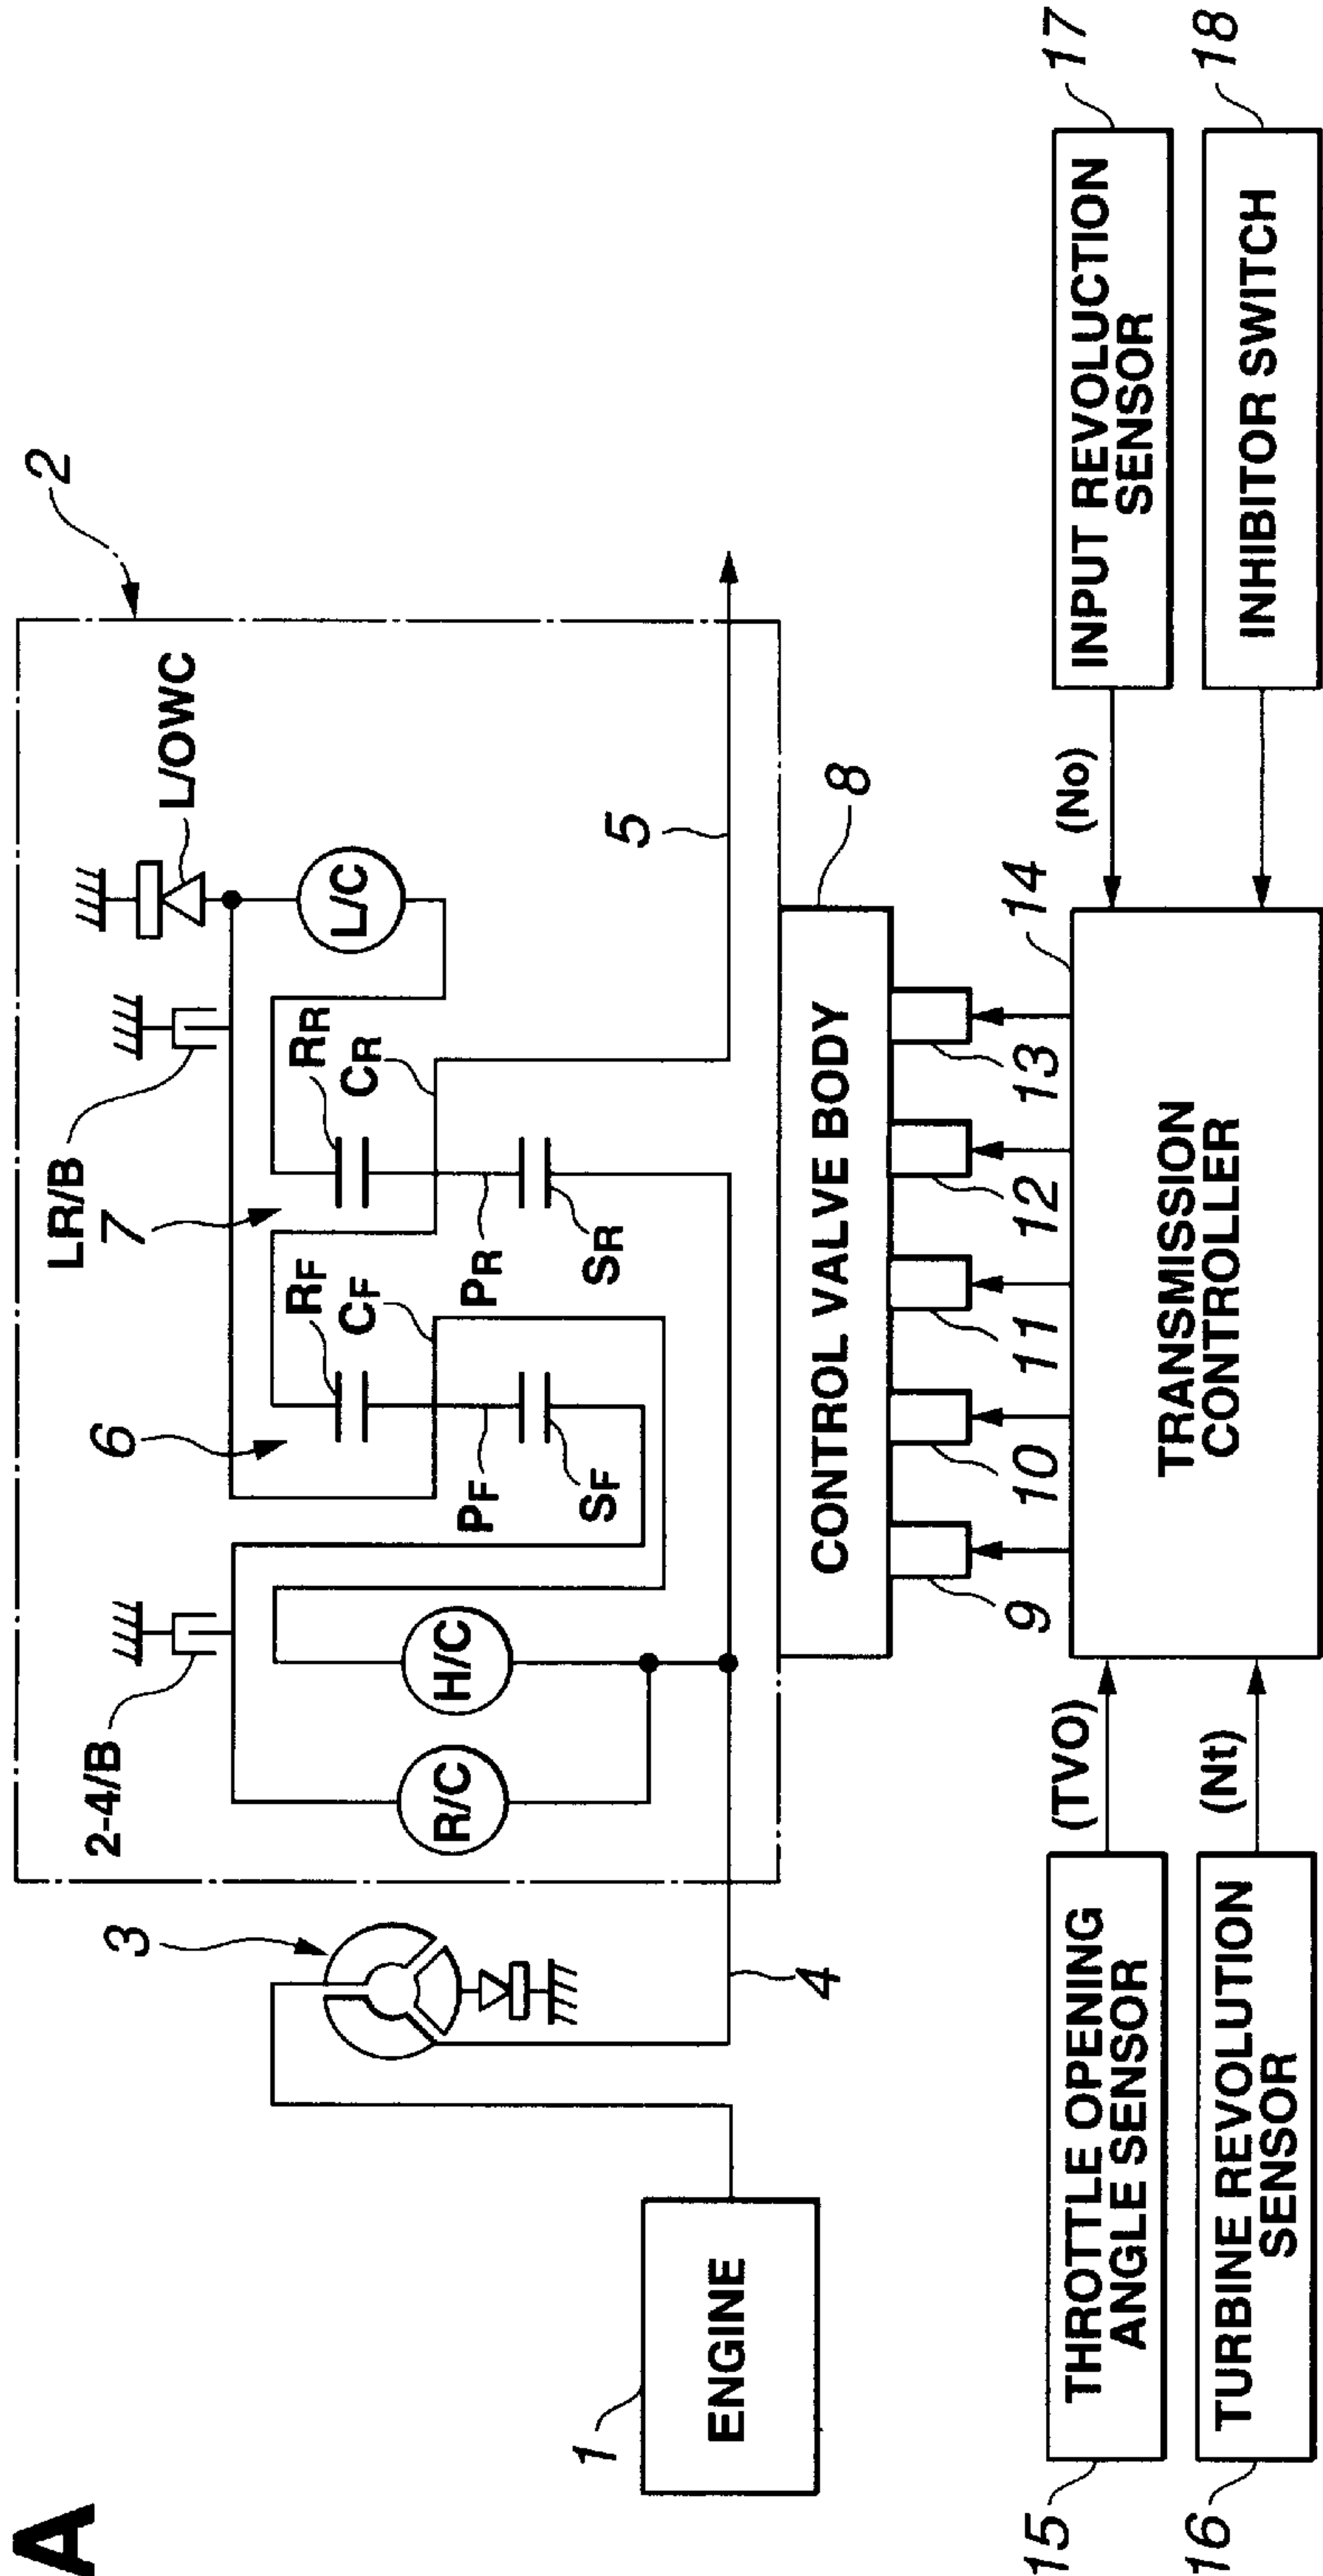 A
2
L/OWC
LR/B
L/C
7
RR
CR
RF
CF
6
PR
SR
PF
SF
2-4/B
H/C
R/C
3
5
4
1
ENGINE
8
CONTROL VALVE BODY
9
10
11
12
13
14
TRANSMISSION
CONTROLLER
15
THROTTLE OPENING
ANGLE SENSOR
(TVO)
16
TURBINE REVOLUTION
SENSOR
(Nt)
(No)
INPUT REVOLUCTION
SENSOR
17
INHIBITOR SWITCH
18